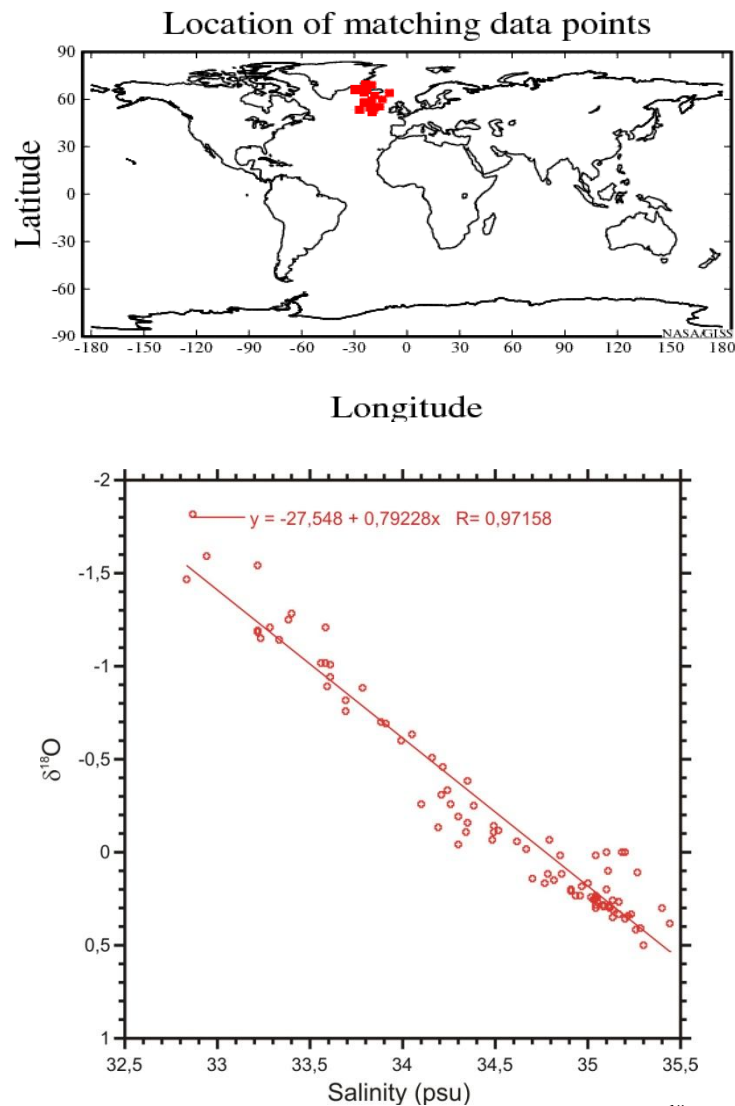 Location of matching data points
90
60
30
0
-30
-60
-90
Latitude
NASA/GISS
-180 -150 -120 -90 -60 -30 0 30 60 90 120 150 180
Longitude
-2
-1,5
-1
-0,5
0
0,5
1
δ18O
y = -27,548 + 0,79228x R= 0,97158
32,5 33 33,5 34 34,5 35 35,5
Salinity (psu)